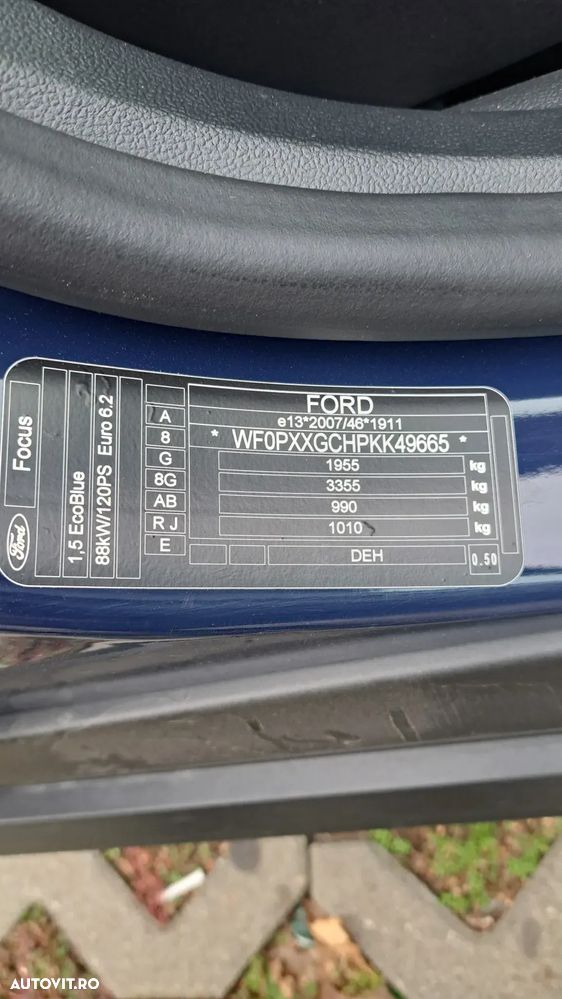 Ford
Focus
1,5 EcoBlue
88kW/120PS Euro 6.2
A
8
G
8G
AB
R J
E
FORD
e13*2007/46*1911
* WF0PXXGCHPKK49665 *
1955 kg
3355 kg
990 kg
1010 kg
DEH 0.50
AUTOVIT.RO